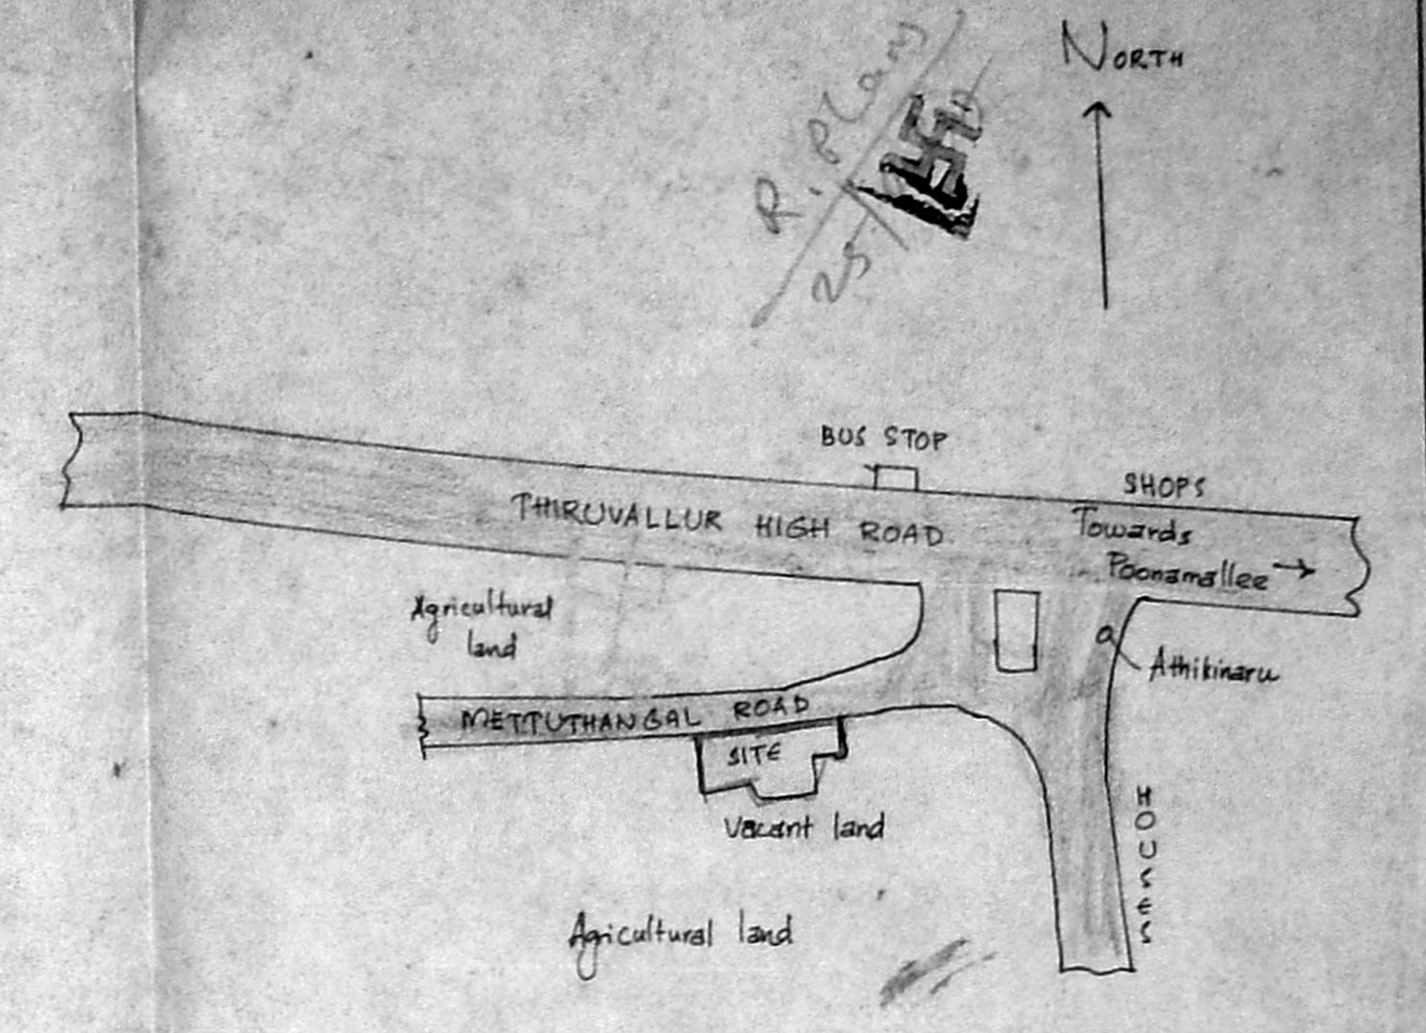 NORTH
R. Plan
25/
BUS STOP
SHOPS
THIRUVALLUR HIGH ROAD
Towards
Poonamallee →
Agricultural
land
Athikinaru
METTUTHANGAL ROAD
SITE
Vacant land
HOUSES
Agricultural land